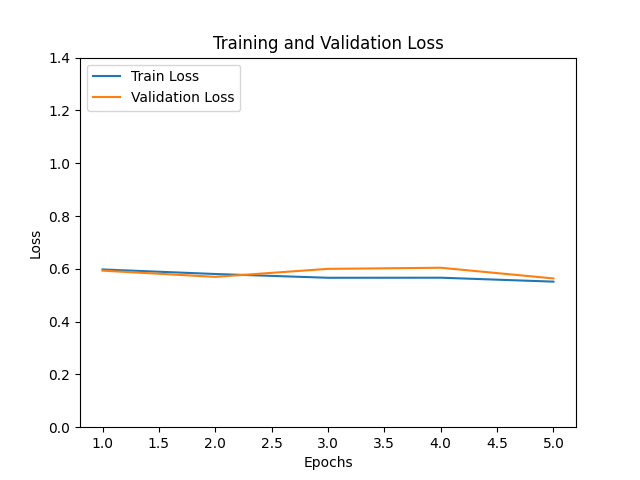 Training and Validation Loss
Train Loss
Validation Loss
1.4
1.2
1.0
0.8
0.6
0.4
0.2
0.0
Loss
1.0 1.5 2.0 2.5 3.0 3.5 4.0 4.5 5.0
Epochs